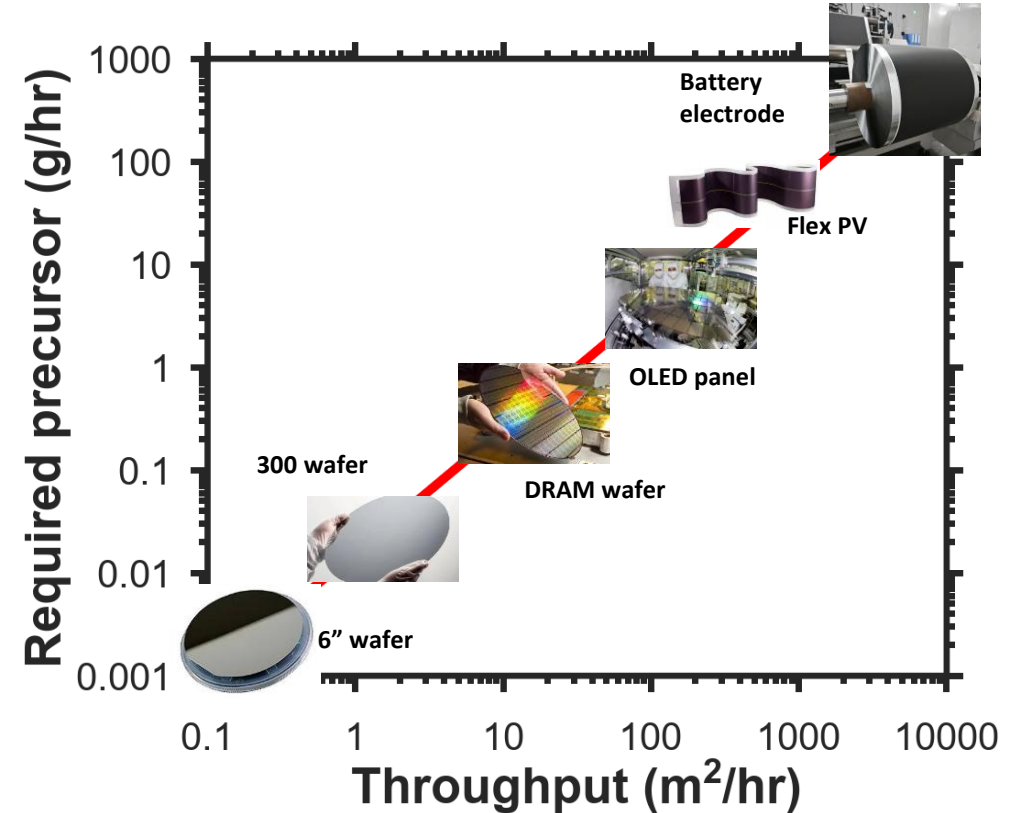 1000
100
10
1
0.1
0.01
0.001
Required precursor (g/hr)
Battery
electrode
Flex PV
OLED panel
DRAM wafer
300 wafer
6” wafer
0.1
1
10
100
1000
10000
Throughput (m²/hr)